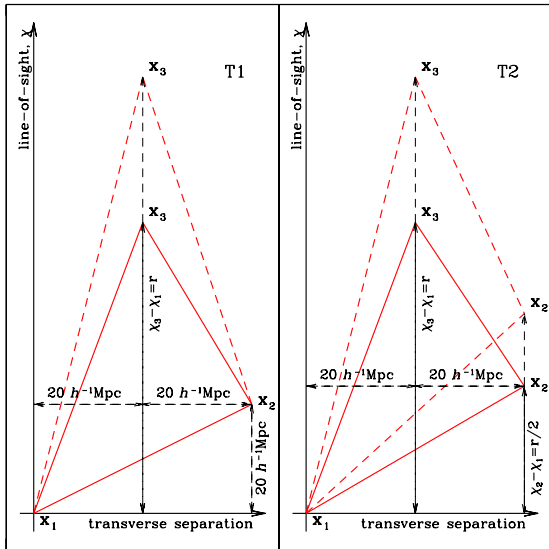 line-of-sight, χ
T1
x₃
x₃
χ₃-χ₁=r
20 h⁻¹Mpc
20 h⁻¹Mpc
x₂
20 h⁻¹Mpc
x₁
transverse separation
line-of-sight, χ
T2
x₃
x₃
χ₃-χ₁=r
x₂
20 h⁻¹Mpc
20 h⁻¹Mpc
x₂
χ₂-χ₁=r/2
x₁
transverse separation